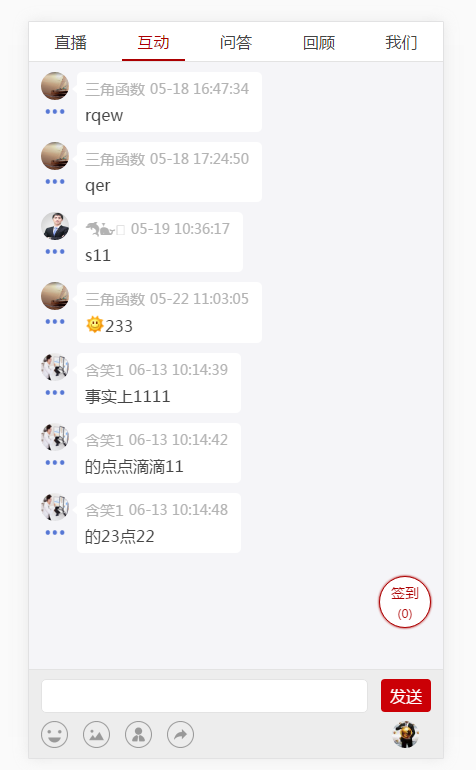 直播 互动 问答 回顾 我们
三角函数 05-18 16:47:34
rqew
三角函数 05-18 17:24:50
qer
05-19 10:36:17
s11
三角函数 05-22 11:03:05
🌞233
含笑1 06-13 10:14:39
事实上1111
含笑1 06-13 10:14:42
的点点滴滴11
含笑1 06-13 10:14:48
的23点22
签到
(0)
发送